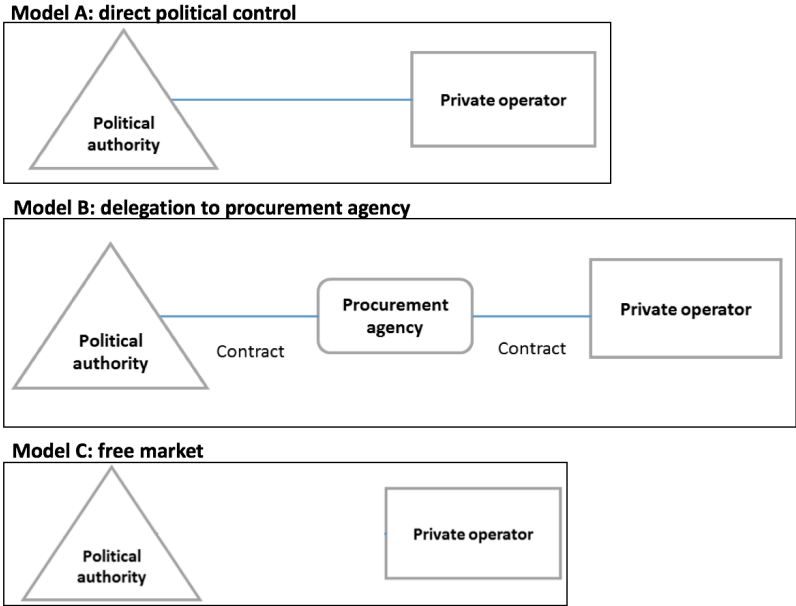 Model A: direct political control
Political
authority
Private operator
Model B: delegation to procurement agency
Political
authority
Contract
Procurement
agency
Contract
Private operator
Model C: free market
Political
authority
Private operator